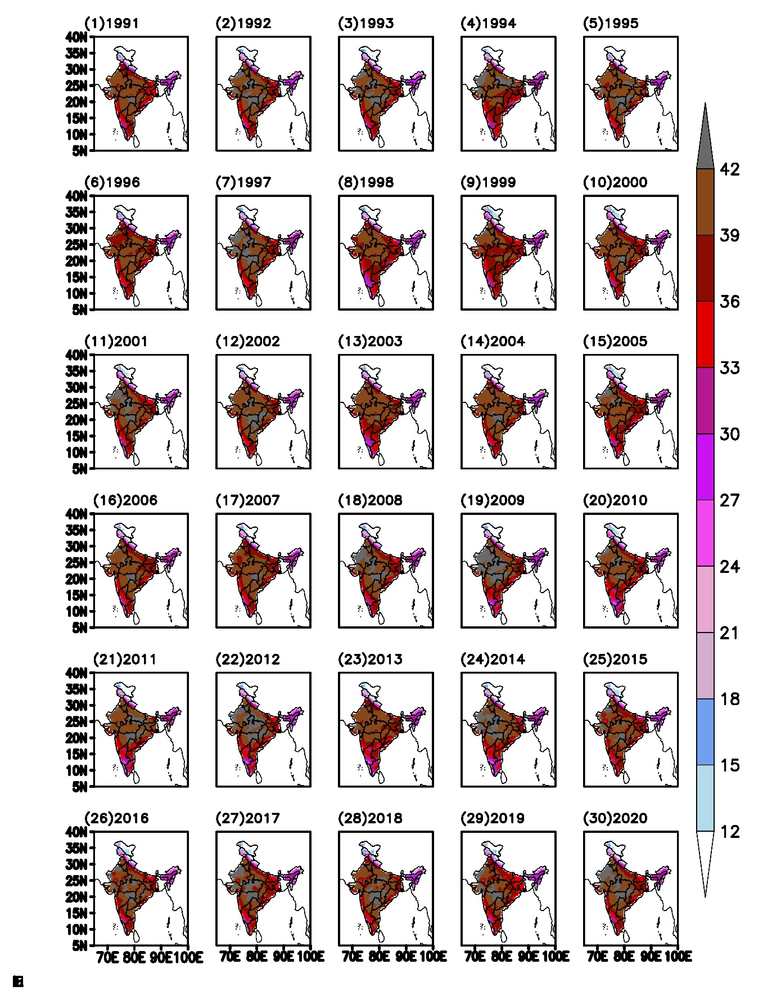 (1)1991 (2)1992 (3)1993 (4)1994 (5)1995
40N
35N
30N
25N
20N
15N
10N
5N
(6)1996 (7)1997 (8)1998 (9)1999 (10)2000
40N
35N
30N
25N
20N
15N
10N
5N
(11)2001 (12)2002 (13)2003 (14)2004 (15)2005
40N
35N
30N
25N
20N
15N
10N
5N
(16)2006 (17)2007 (18)2008 (19)2009 (20)2010
40N
35N
30N
25N
20N
15N
10N
5N
(21)2011 (22)2012 (23)2013 (24)2014 (25)2015
40N
35N
30N
25N
20N
15N
10N
5N
(26)2016 (27)2017 (28)2018 (29)2019 (30)2020
40N
35N
30N
25N
20N
15N
10N
5N
70E 80E 90E 100E 70E 80E 90E 100E 70E 80E 90E 100E 70E 80E 90E 100E 70E 80E 90E 100E
42
39
36
33
30
27
24
21
18
15
12